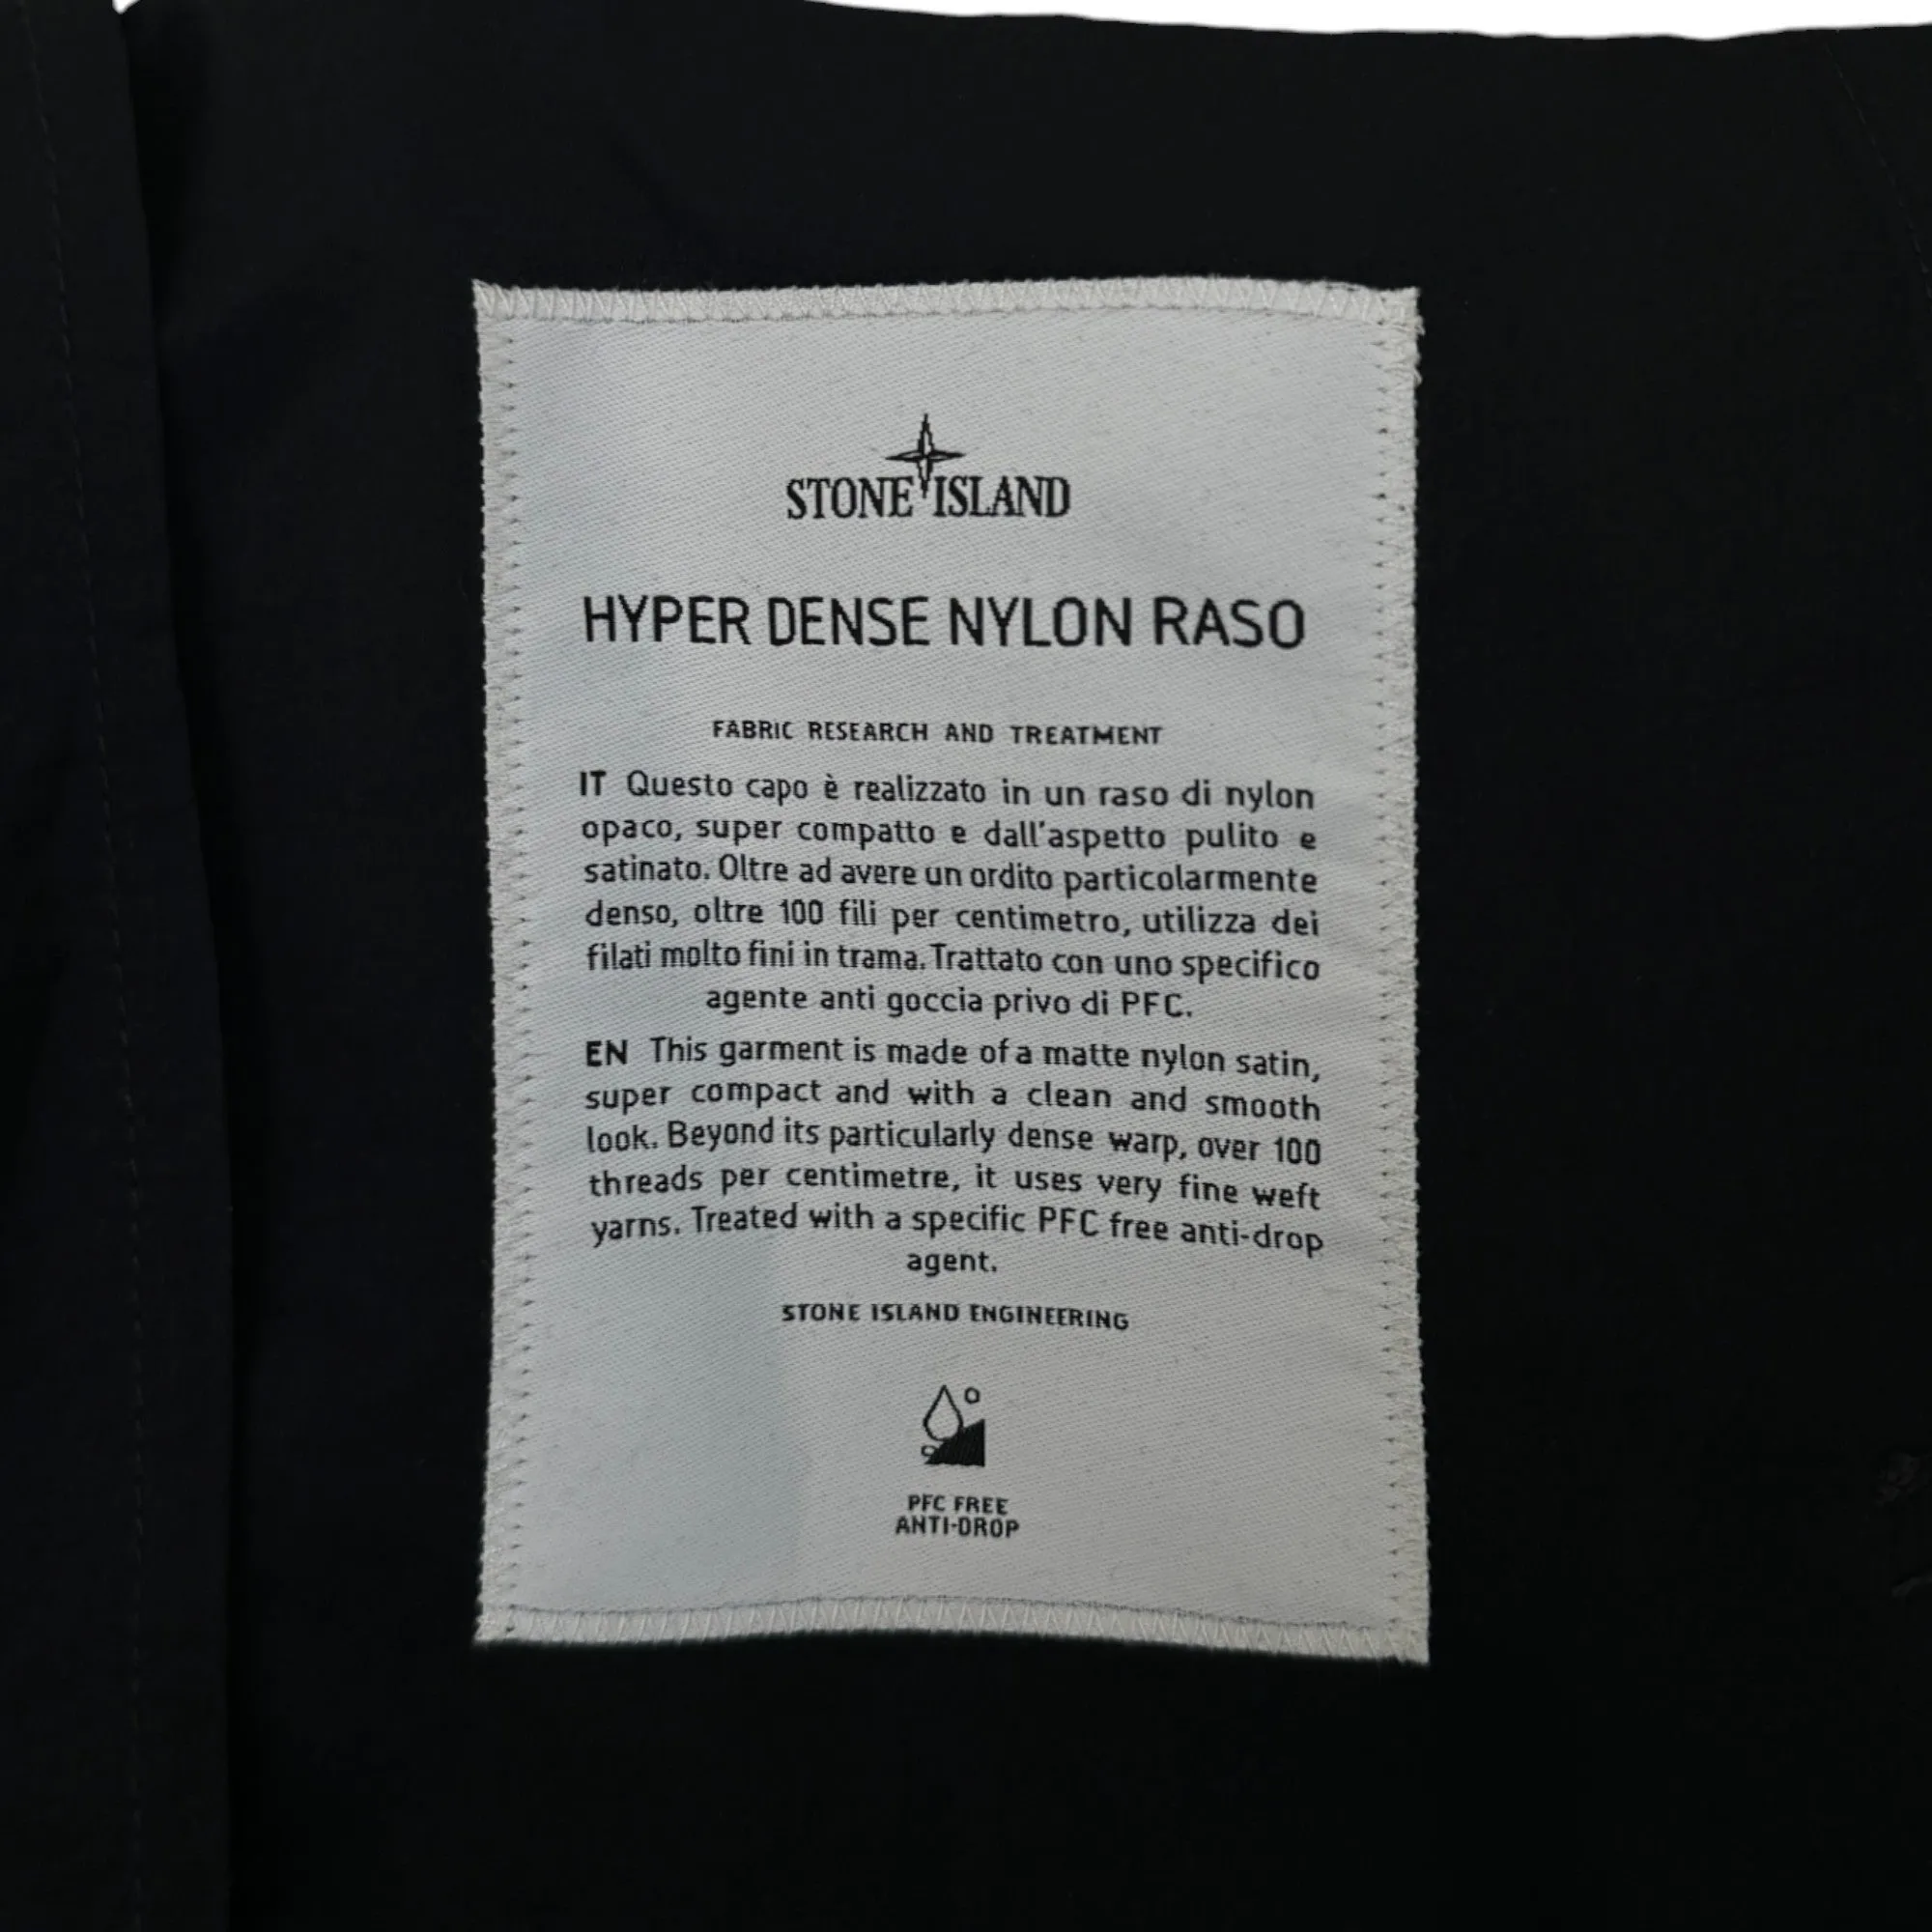 STONE ISLAND
HYPER DENSE NYLON RASO
FABRIC RESEARCH AND TREATMENT
IT Questo capo è realizzato in un raso di nylon
opaco, super compatto e dall'aspetto pulito e
satinato. Oltre ad avere un ordito particolarmente
denso, oltre 100 fili per centimetro, utilizza dei
filati molto fini in trama. Trattato con uno specifico
agente anti goccia privo di PFC.
EN This garment is made of a matte nylon satin,
super compact and with a clean and smooth
look. Beyond its particularly dense warp, over 100
threads per centimetre, it uses very fine weft
yarns. Treated with a specific PFC free anti-drop
agent.
STONE ISLAND ENGINEERING
PFC FREE
ANTI-DROP